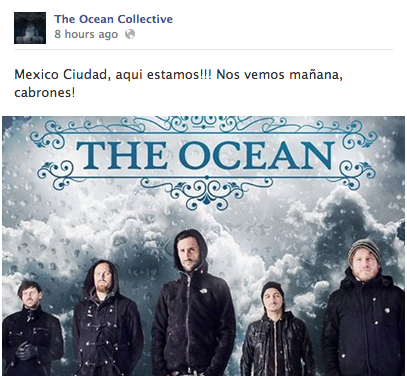 The Ocean Collective
8 hours ago
Mexico Ciudad, aqui estamos!!! Nos vemos mañana,
cabrones!
THE OCEAN